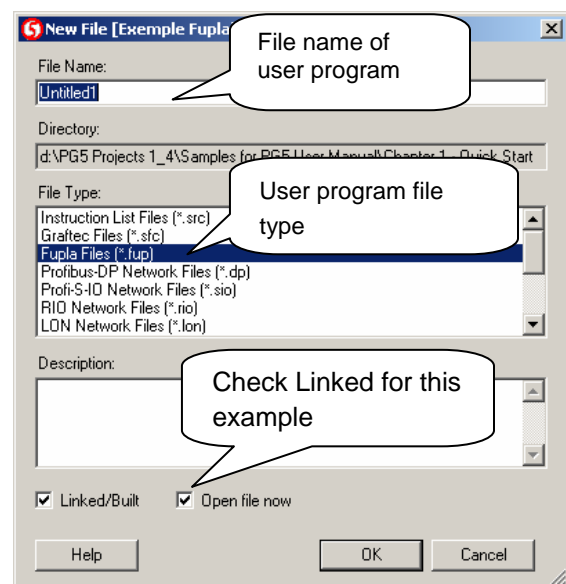 New File [Exemple Fupla
File name of
user program
File Name:
Untitled1
Directory:
d:\PG5 Projects 1_4\Samples for PG5 User Manual\Chapter 1 - Quick Start
File Type:
User program file
type
Instruction List Files (*.src)
Graftec Files (*.sfc)
Fupla Files (*.fup)
Profibus-DP Network Files (*.dp)
Profi-S-IO Network Files (*.sio)
RIO Network Files (*.rio)
LON Network Files (*.lon)
Description:
Check Linked for this
example
Linked/Built Open file now
Help OK Cancel